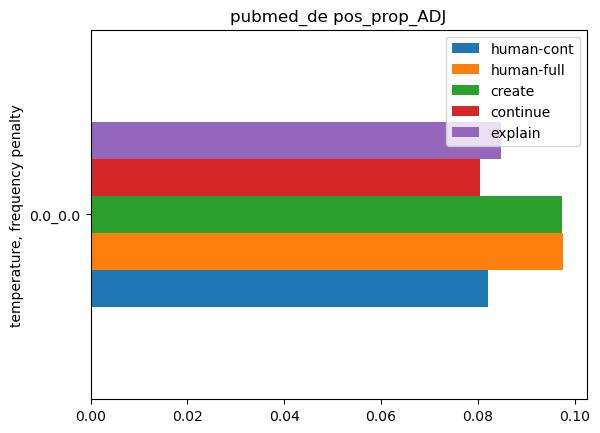 pubmed_de pos_prop_ADJ
human-cont
human-full
create
continue
explain
temperature, frequency penalty
0.0_0.0
0.00 0.02 0.04 0.06 0.08 0.10